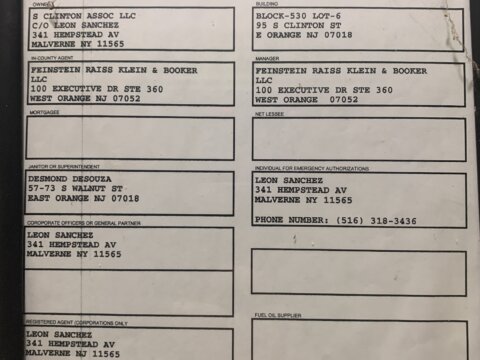 OWNER
S CLINTON ASSOC LLC
C/O LEON SANCHEZ
341 HEMPSTEAD AV
MALVERNE NY 11565
BUILDING
BLOCK-530 LOT-6
95 S CLINTON ST
E ORANGE NJ 07018
IN-COUNTY AGENT
FEINSTEIN RAISS KLEIN & BOOKER
LLC
100 EXECUTIVE DR STE 360
WEST ORANGE NJ 07052
MANAGER
FEINSTEIN RAISS KLEIN & BOOKER
LLC
100 EXECUTIVE DR STE 360
WEST ORANGE 07052
MORTGAGEE
NET LESSEE
JANITOR OR SUPERINTENDENT
DESMOND DESOUZA
57-73 S WALNUT ST
EAST ORANGE NJ 07018
INDIVIDUAL FOR EMERGENCY AUTHORIZATIONS
LEON SANCHEZ
341 HEMPSTEAD AV
MALVERNE NY 11565
PHONE NUMBER: (516) 318-3436
CORPORATE OFFICERS OR GENERAL PARTNER
LEON SANCHEZ
341 HEMPSTEAD AV
MALVERNE NY 11565
REGISTERED AGENT (CORPORATIONS ONLY
LEON SANCHEZ
341 HEMPSTEAD AV
MALVERNE NJ 11565
FUEL OIL SUPPLIER